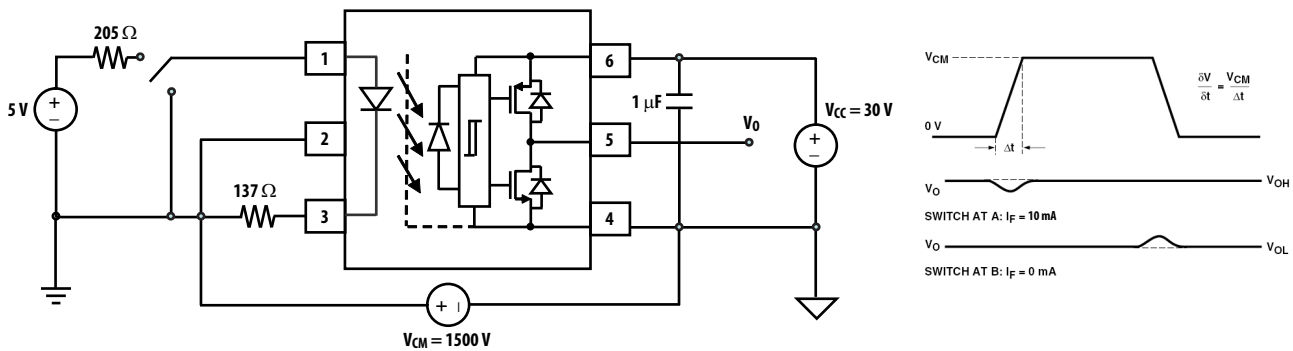 205 Ω
1
6
V_CM
δV/δt = V_CM/Δt
5 V
+
–
1 μF
V_CC = 30 V
+
–
2
5
V_O
0 V
Δt
137 Ω
3
4
V_O
V_OH
SWITCH AT A: I_F = 10 mA
V_O
V_OL
SWITCH AT B: I_F = 0 mA
+ –
V_CM = 1500 V